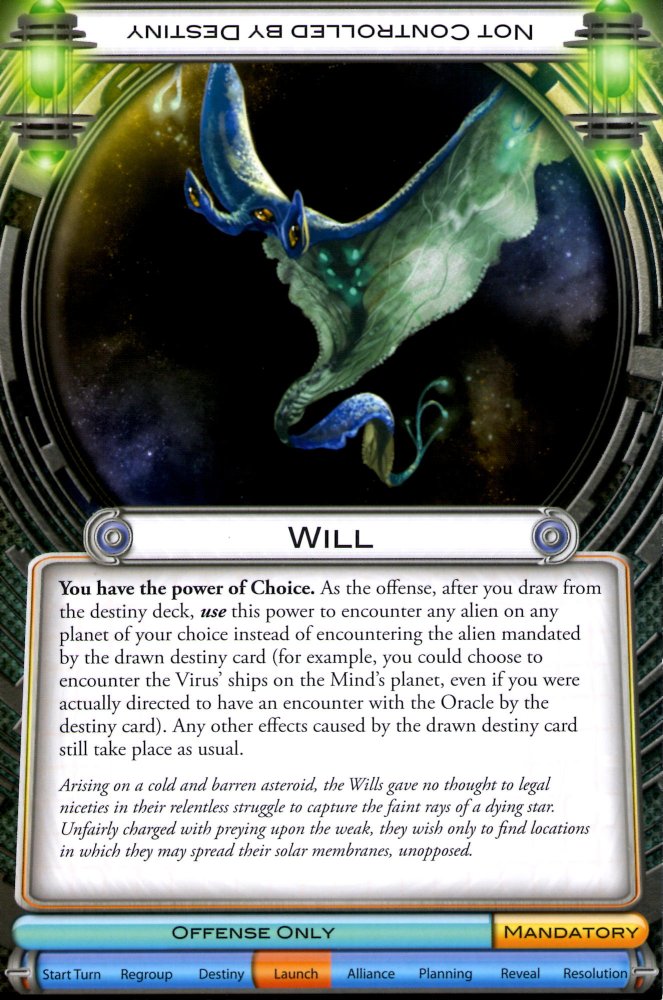 Not Controlled by Destiny
Will
You have the power of Choice. As the offense, after you draw from
the destiny deck, use this power to encounter any alien on any
planet of your choice instead of encountering the alien mandated
by the drawn destiny card (for example, you could choose to
encounter the Virus' ships on the Mind's planet, even if you were
actually directed to have an encounter with the Oracle by the
destiny card). Any other effects caused by the drawn destiny card
still take place as usual.
Arising on a cold and barren asteroid, the Wills gave no thought to legal
niceties in their relentless struggle to capture the faint rays of a dying star.
Unfairly charged with preying upon the weak, they wish only to find locations
in which they may spread their solar membranes, unopposed.
Offense Only Mandatory
Start Turn Regroup Destiny Launch Alliance Planning Reveal Resolution